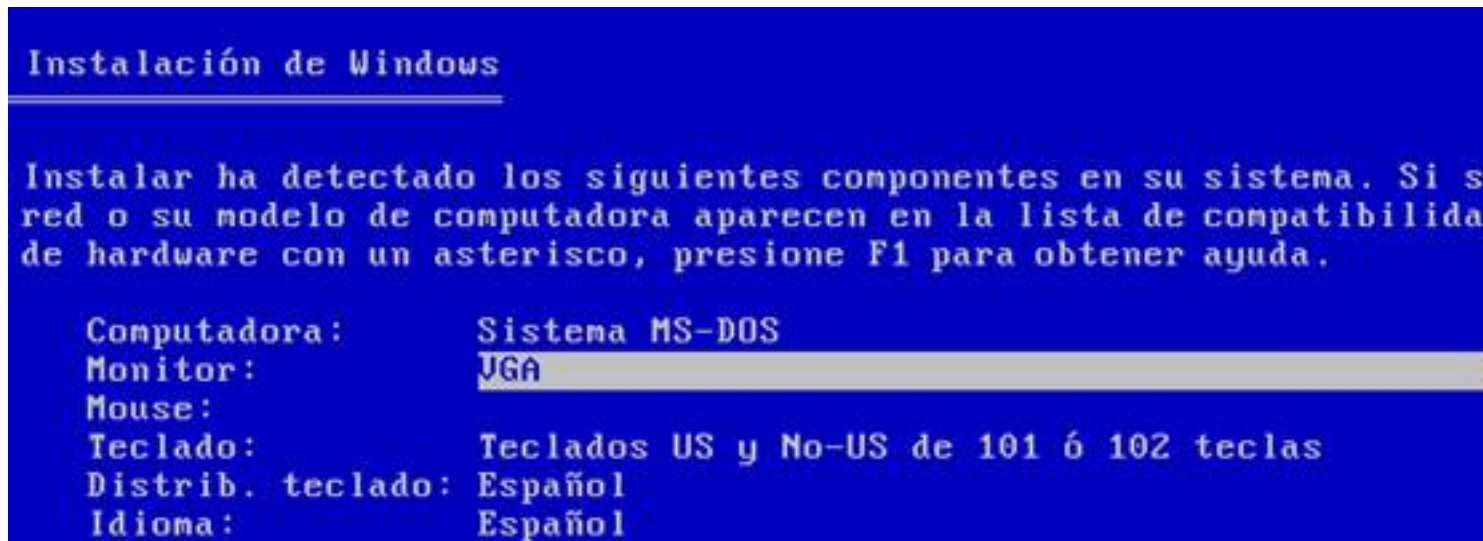 Instalación de Windows
Instalar ha detectado los siguientes componentes en su sistema. Si s
red o su modelo de computadora aparecen en la lista de compatibilida
de hardware con un asterisco, presione F1 para obtener ayuda.
Computadora: Sistema MS-DOS
Monitor: VGA
Mouse:
Teclado: Teclados US y No-US de 101 ó 102 teclas
Distrib. teclado: Español
Idioma: Español